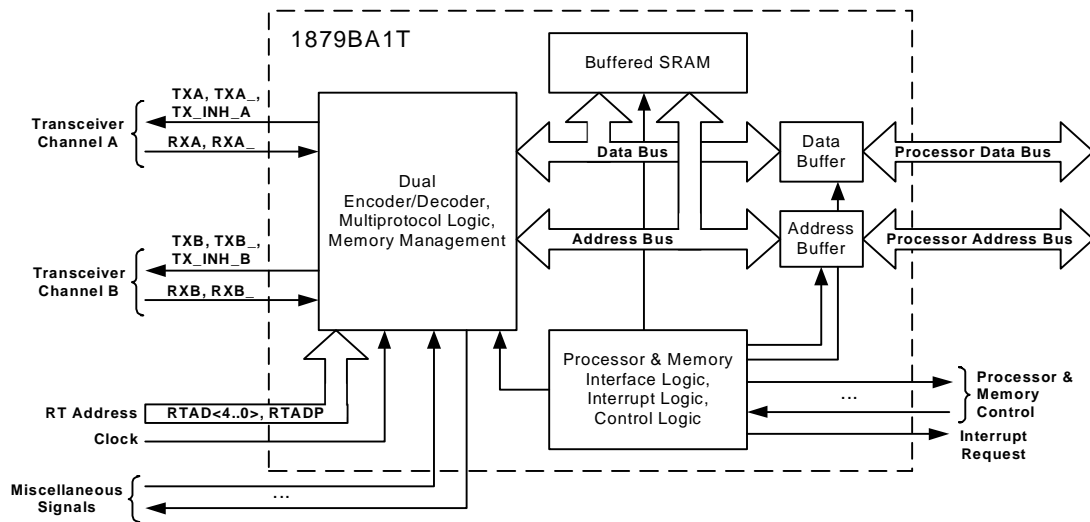 1879BA1T
Buffered SRAM
TXA, TXA_,
TX_INH_A
Transceiver
Channel A
RXA, RXA_
Dual
Encoder/Decoder,
Multiprotocol Logic,
Memory Management
Data Bus
Data
Buffer
Processor Data Bus
TXB, TXB_,
TX_INH_B
Transceiver
Channel B
RXB, RXB_
Address Bus
Address
Buffer
Processor Address Bus
Processor & Memory
Interface Logic,
Interrupt Logic,
Control Logic
...
Processor &
Memory
Control
Interrupt
Request
RT Address
RTAD<4..0>, RTADP
Clock
Miscellaneous
Signals
...